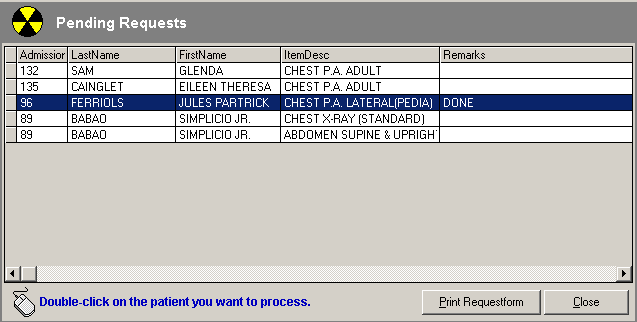 Pending Requests
Admission LastName FirstName ItemDesc Remarks
132 SAM GLENDA CHEST P.A. ADULT
135 CAINGLET EILEEN THERESA CHEST P.A. ADULT
96 FERRIOLS JULES PARTRICK CHEST P.A. LATERAL(PEDIA) DONE
89 BABAO SIMPLICIO JR. CHEST X-RAY (STANDARD)
89 BABAO SIMPLICIO JR. ABDOMEN SUPINE & UPRIGHT
Double-click on the patient you want to process.
Print Requestform Close